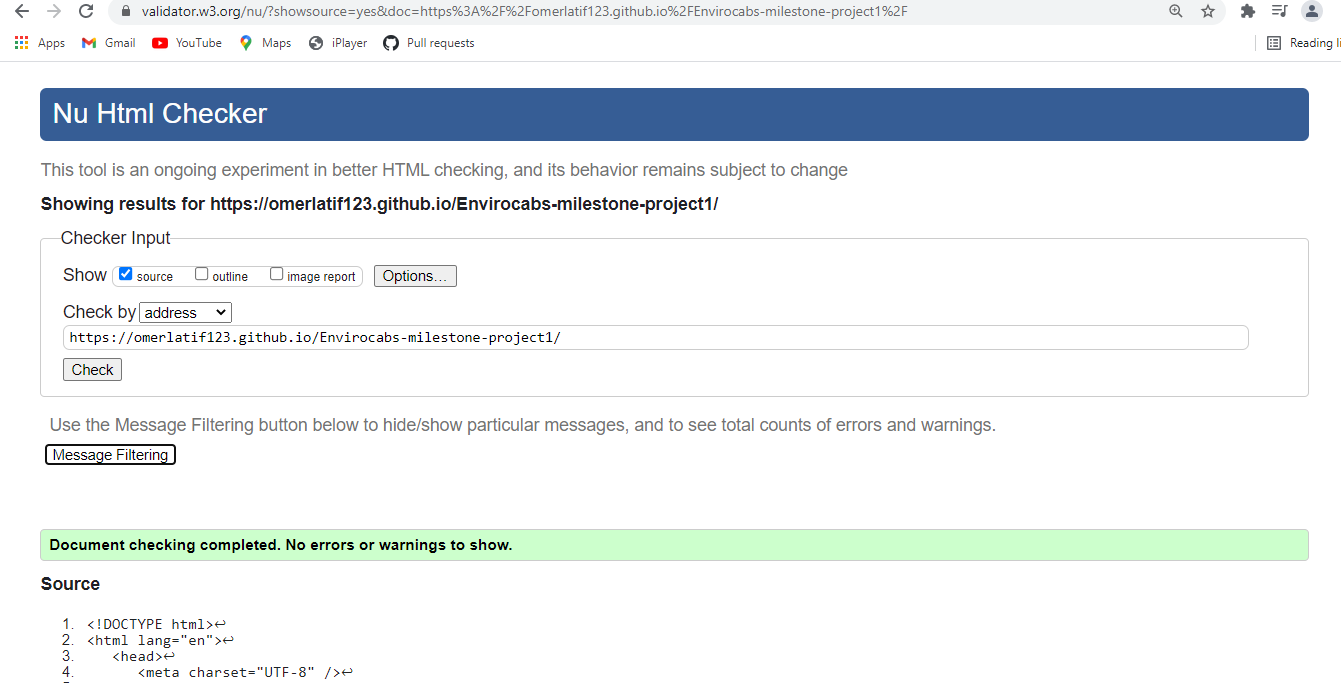 validator.w3.org/nu/?showsource=yes&doc=https%3A%2F%2Fomerlatif123.github.io%2FEnvirocabs-milestone-project1%2F
Apps Gmail YouTube Maps iPlayer Pull requests Reading li
Nu Html Checker
This tool is an ongoing experiment in better HTML checking, and its behavior remains subject to change
Showing results for https://omerlatif123.github.io/Envirocabs-milestone-project1/
Checker Input
Show source outline image report Options...
Check by address
https://omerlatif123.github.io/Envirocabs-milestone-project1/
Check
Use the Message Filtering button below to hide/show particular messages, and to see total counts of errors and warnings.
Message Filtering
Document checking completed. No errors or warnings to show.
Source
1. <!DOCTYPE html>↩
2. <html lang="en">↩
3. <head>↩
4. <meta charset="UTF-8" />↩